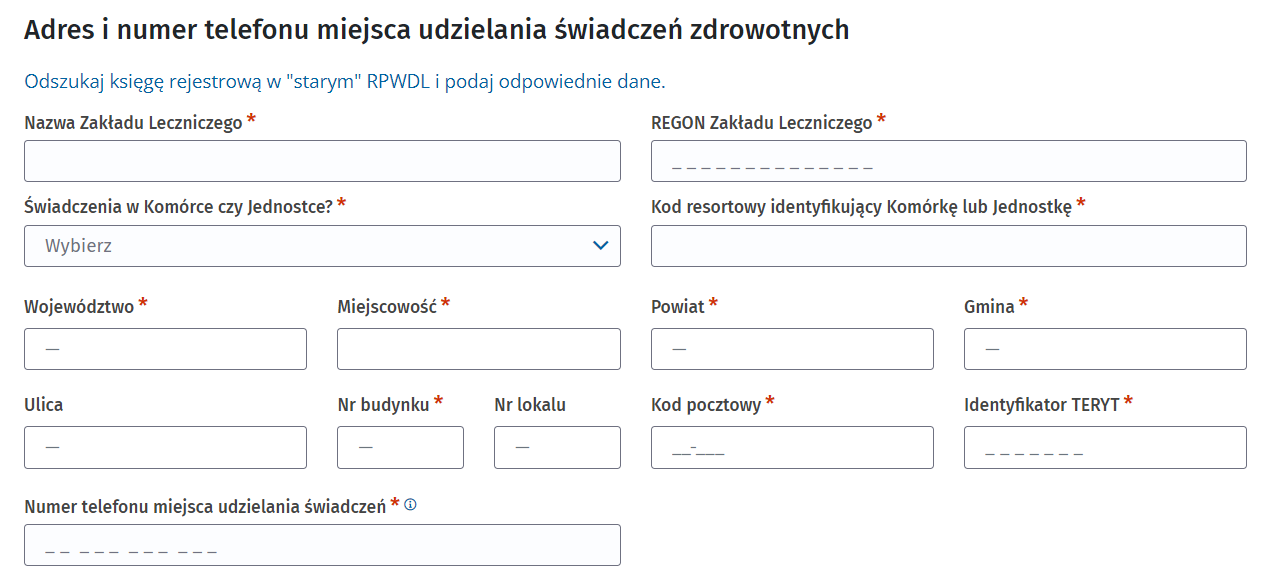 Adres i numer telefonu miejsca udzielania świadczeń zdrowotnych
Odszukaj księgę rejestrową w "starym" RPWDL i podaj odpowiednie dane.
Nazwa Zakładu Leczniczego * REGON Zakładu Leczniczego *
_ _ _ _ _ _ _ _ _ _ _ _ _ _
Świadczenia w Komórce czy Jednostce? * Kod resortowy identyfikujący Komórkę lub Jednostkę *
Wybierz
Województwo * Miejscowość * Powiat * Gmina *
— — —
Ulica Nr budynku * Nr lokalu Kod pocztowy * Identyfikator TERYT *
— — — __-___ _ _ _ _ _ _ _
Numer telefonu miejsca udzielania świadczeń *
_ _ _ _ _ _ _ _ _ _ _